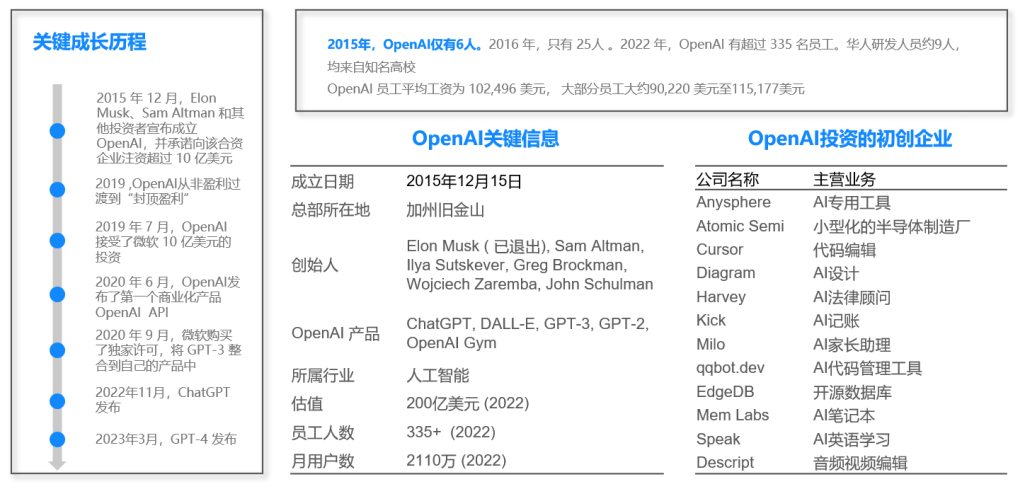 关键成长历程
2015 年 12 月，Elon
Musk、Sam Altman 和其
他投资者宣布成立
OpenAI，并承诺向该合资
企业注资超过 10 亿美元
2019 ,OpenAI从非盈利过
渡到“封顶盈利”
2019 年 7 月，OpenAI
接受了微软 10 亿美元的
投资
2020 年 6 月，OpenAI发
布了第一个商业化产品
OpenAI API
2020 年 9 月，微软购买
了独家许可，将 GPT-3 整
合到自己的产品中
2022年11月，ChatGPT
发布
2023年3月，GPT-4 发布
2015年，OpenAI仅有6人。2016 年，只有 25人 。2022 年，OpenAI 有超过 335 名员工。华人研发人员约9人，
均来自知名高校
OpenAI 员工平均工资为 102,496 美元， 大部分员工大约90,220 美元至115,177美元
OpenAI关键信息
成立日期 2015年12月15日
总部所在地 加州旧金山
创始人 Elon Musk ( 已退出), Sam Altman,
Ilya Sutskever, Greg Brockman,
Wojciech Zaremba, John Schulman
OpenAI 产品 ChatGPT, DALL-E, GPT-3, GPT-2,
OpenAI Gym
所属行业 人工智能
估值 200亿美元 (2022)
员工人数 335+ (2022)
月用户数 2110万 (2022)
OpenAI投资的初创企业
公司名称 主营业务
Anysphere AI专用工具
Atomic Semi 小型化的半导体制造厂
Cursor 代码编辑
Diagram AI设计
Harvey AI法律顾问
Kick AI记账
Milo AI家长助理
qqbot.dev AI代码管理工具
EdgeDB 开源数据库
Mem Labs AI笔记本
Speak AI英语学习
Descript 音频视频编辑